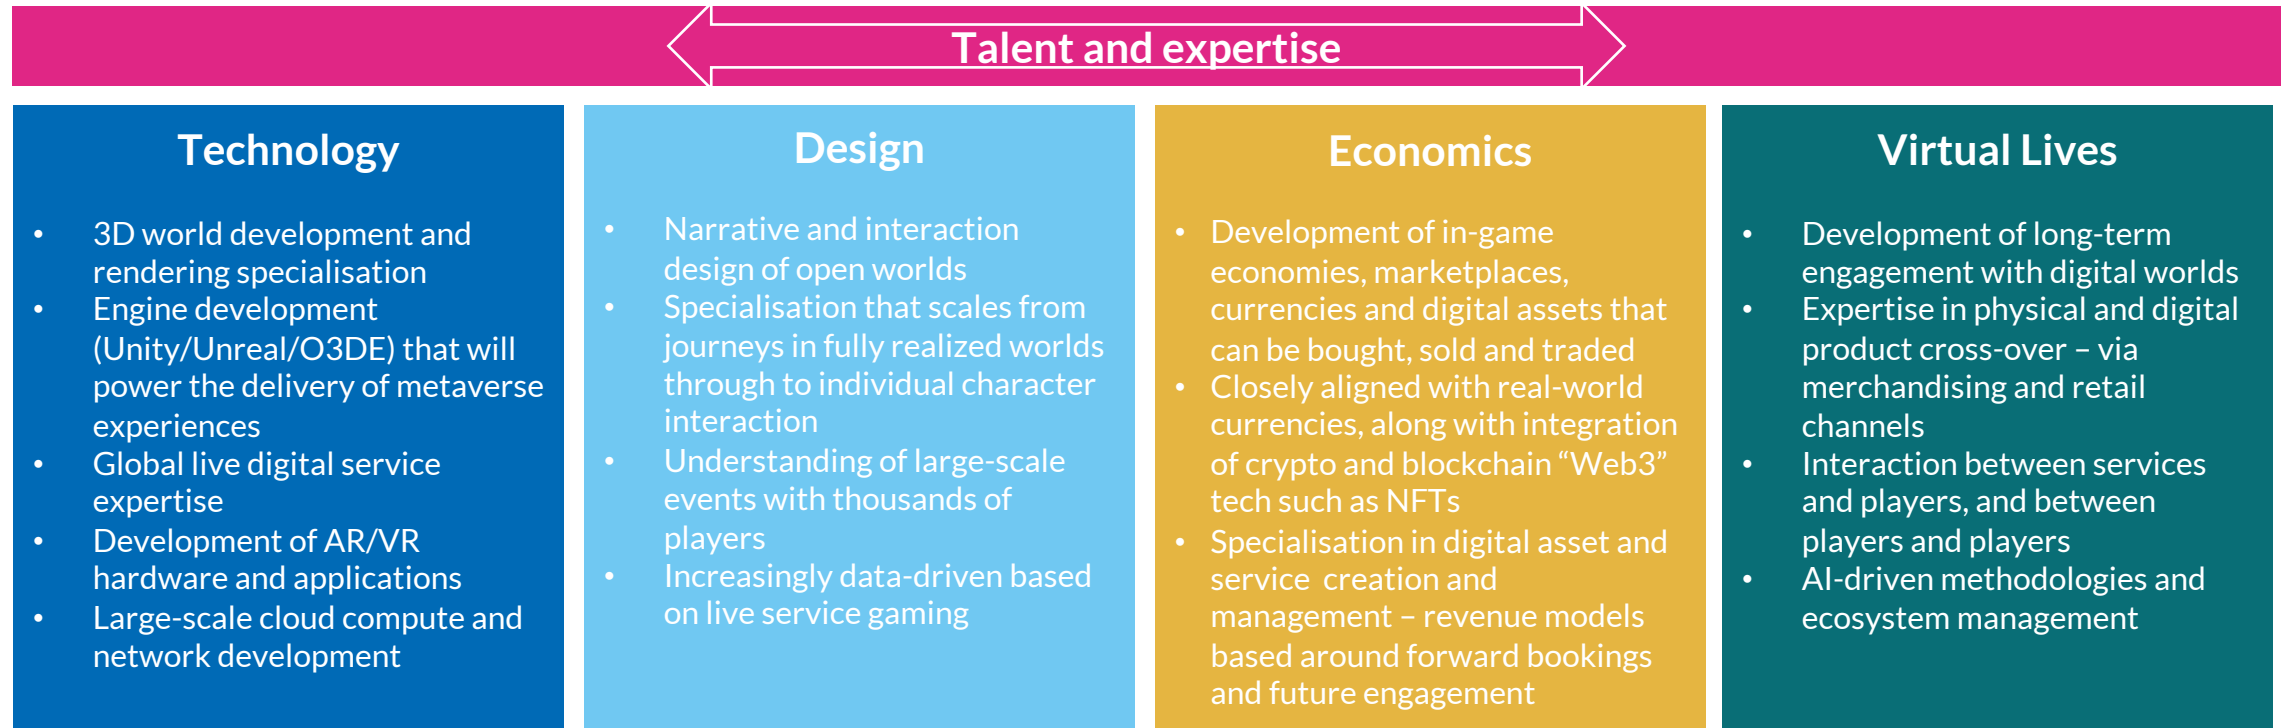 Talent and expertise
Technology
• 3D world development and
rendering specialisation
• Engine development
(Unity/Unreal/O3DE) that will
power the delivery of metaverse
experiences
• Global live digital service
expertise
• Development of AR/VR
hardware and applications
• Large-scale cloud compute and
network development
Design
• Narrative and interaction
design of open worlds
• Specialisation that scales from
journeys in fully realized worlds
through to individual character
interaction
• Understanding of large-scale
events with thousands of
players
• Increasingly data-driven based
on live service gaming
Economics
• Development of in-game
economies, marketplaces,
currencies and digital assets that
can be bought, sold and traded
• Closely aligned with real-world
currencies, along with integration
of crypto and blockchain “Web3”
tech such as NFTs
• Specialisation in digital asset and
service creation and
management – revenue models
based around forward bookings
and future engagement
Virtual Lives
• Development of long-term
engagement with digital worlds
• Expertise in physical and digital
product cross-over – via
merchandising and retail
channels
• Interaction between services
and players, and between
players and players
• AI-driven methodologies and
ecosystem management